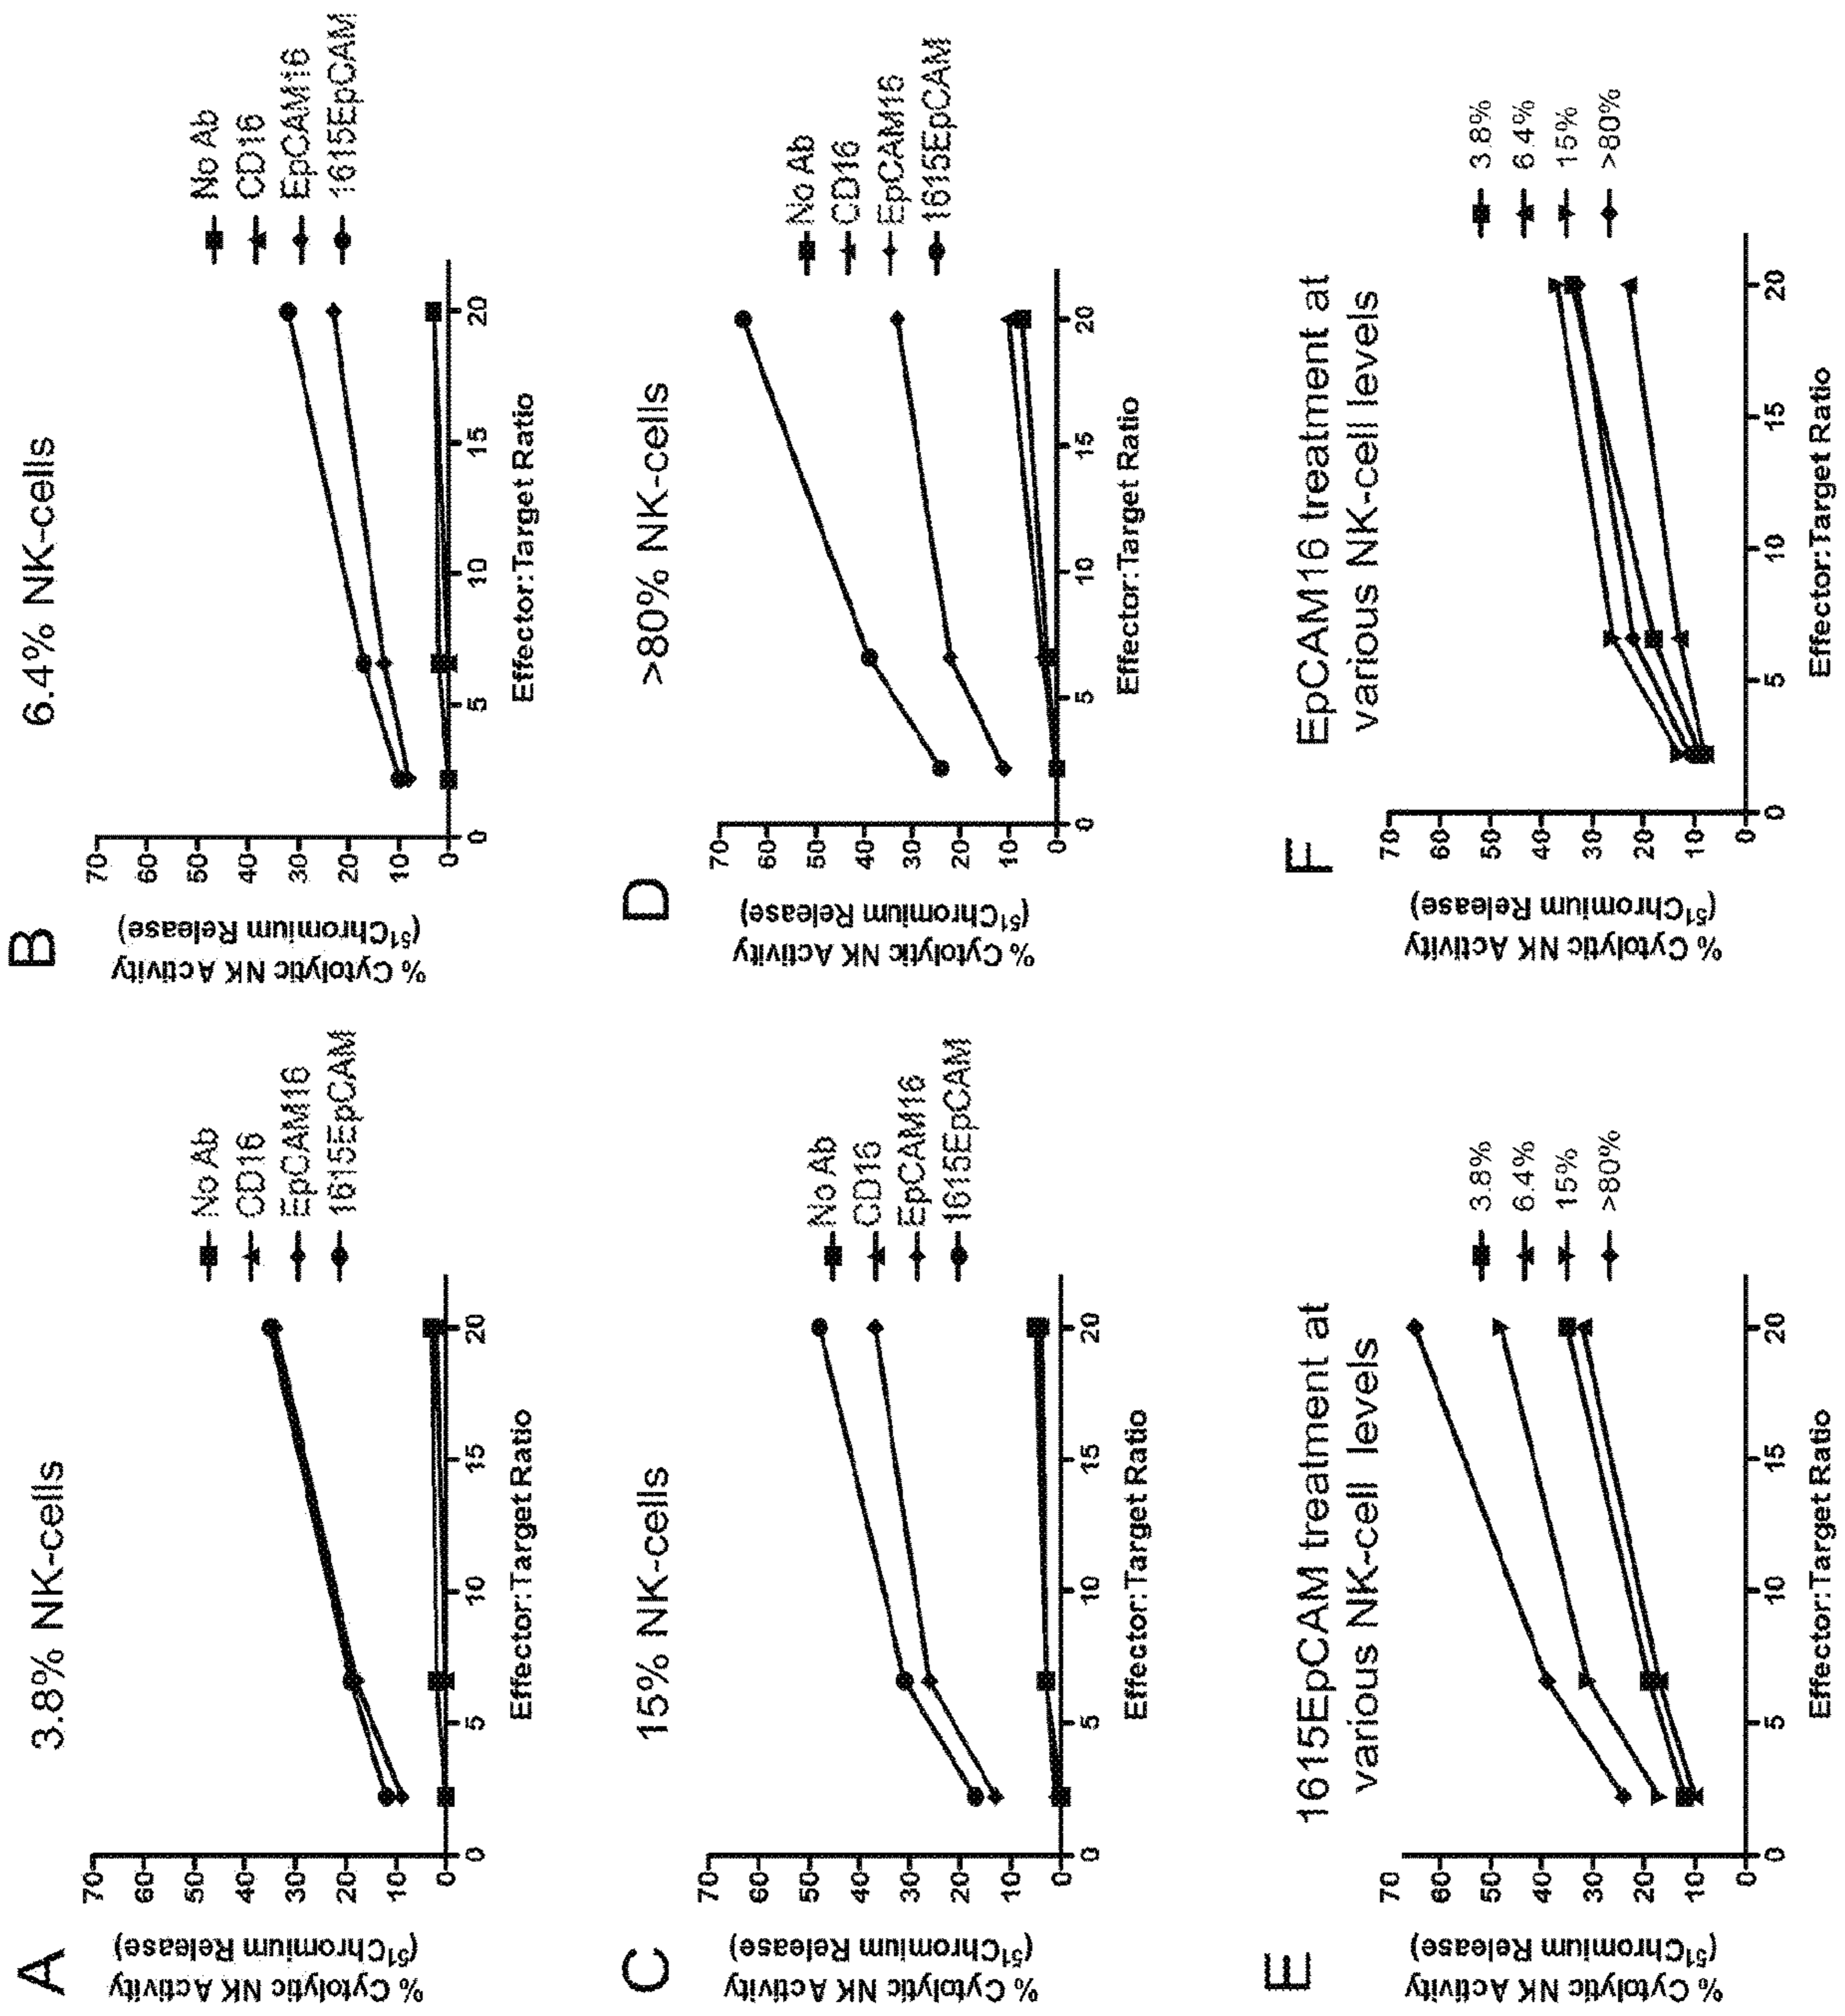 A
3.8% NK-cells
% Cytolytic NK Activity
(⁵¹Chromium Release)
70
60
50
40
30
20
10
0
0 5 10 15 20
Effector:Target Ratio
No Ab
CD16
EpCAM16
1615EpCAM
B
6.4% NK-cells
% Cytolytic NK Activity
(⁵¹Chromium Release)
70
60
50
40
30
20
10
0
0 5 10 15 20
Effector:Target Ratio
No Ab
CD16
EpCAM16
1615EpCAM
C
15% NK-cells
% Cytolytic NK Activity
(⁵¹Chromium Release)
70
60
50
40
30
20
10
0
0 5 10 15 20
Effector:Target Ratio
No Ab
CD16
EpCAM16
1615EpCAM
D
>80% NK-cells
% Cytolytic NK Activity
(⁵¹Chromium Release)
70
60
50
40
30
20
10
0
0 5 10 15 20
Effector:Target Ratio
No Ab
CD16
EpCAM16
1615EpCAM
E
1615EpCAM treatment at
various NK-cell levels
% Cytolytic NK Activity
(⁵¹Chromium Release)
70
60
50
40
30
20
10
0
0 5 10 15 20
Effector:Target Ratio
3.8%
6.4%
15%
>80%
F
EpCAM16 treatment at
various NK-cell levels
% Cytolytic NK Activity
(⁵¹Chromium Release)
70
60
50
40
30
20
10
0
0 5 10 15 20
Effector:Target Ratio
3.8%
6.4%
15%
>80%